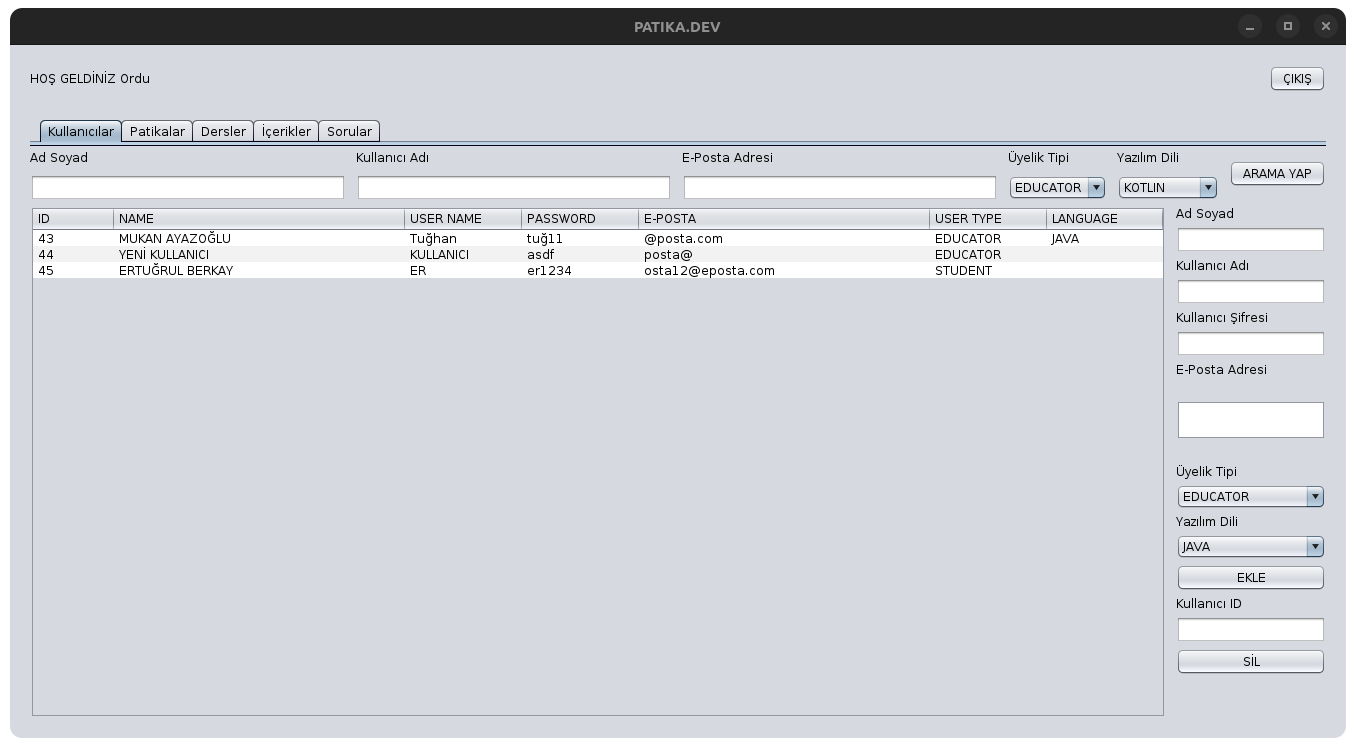 PATIKA.DEV
HOŞ GELDİNİZ Ordu
ÇIKIŞ
Kullanıcılar Patikalar Dersler İçerikler Sorular
Ad Soyad Kullanıcı Adı E-Posta Adresi Üyelik Tipi Yazılım Dili
EDUCATOR KOTLIN ARAMA YAP
ID NAME USER NAME PASSWORD E-POSTA USER TYPE LANGUAGE
43 MUKAN AYAZOĞLU Tuğhan tuğ11 @posta.com EDUCATOR JAVA
44 YENİ KULLANICI KULLANICI asdf posta@ EDUCATOR
45 ERTUĞRUL BERKAY ER er1234 osta12@eposta.com STUDENT
Ad Soyad
Kullanıcı Adı
Kullanıcı Şifresi
E-Posta Adresi
Üyelik Tipi
EDUCATOR
Yazılım Dili
JAVA
EKLE
Kullanıcı ID
SİL